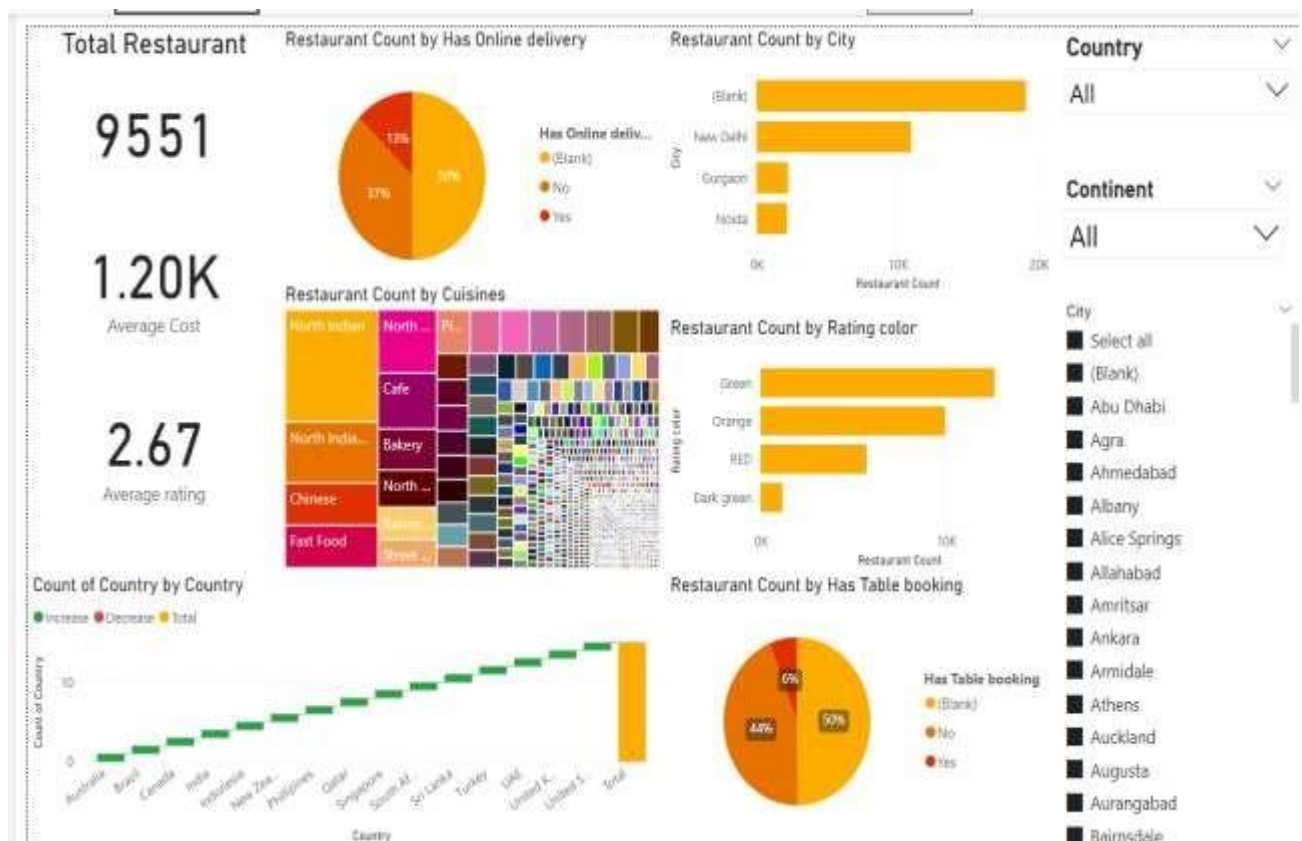 Total Restaurant
9551
1.20K
Average Cost
2.67
Average rating
Restaurant Count by Has Online delivery
13%
37%
50%
Has Online deliv...
(Blank)
No
Yes
Restaurant Count by City
City
(Blank)
New Delhi
Gurgaon
Noida
0K
10K
20K
Restaurant Count
Country
All
Continent
All
City
Select all
(Blank)
Abu Dhabi
Agra
Ahmedabad
Albany
Alice Springs
Allahabad
Amritsar
Ankara
Armidale
Athens
Auckland
Augusta
Aurangabad
Bairnsdale
Restaurant Count by Cuisines
North Indian
North India...
Chinese
Fast Food
North ...
Cafe
Bakery
North ...
Bakery...
Street ...
Pi...
Restaurant Count by Rating color
Rating color
Green
Orange
RED
Dark green
0K
10K
Restaurant Count
Count of Country by Country
Increase Decrease Total
Count of Country
10
0
Australia
Brazil
Canada
India
Indonesia
New Zea...
Philipines
Qatar
Singapore
South Af...
Sri Lanka
Turkey
UAE
United K...
United S...
Total
Country
Restaurant Count by Has Table booking
6%
44%
50%
Has Table booking
(Blank)
No
Yes